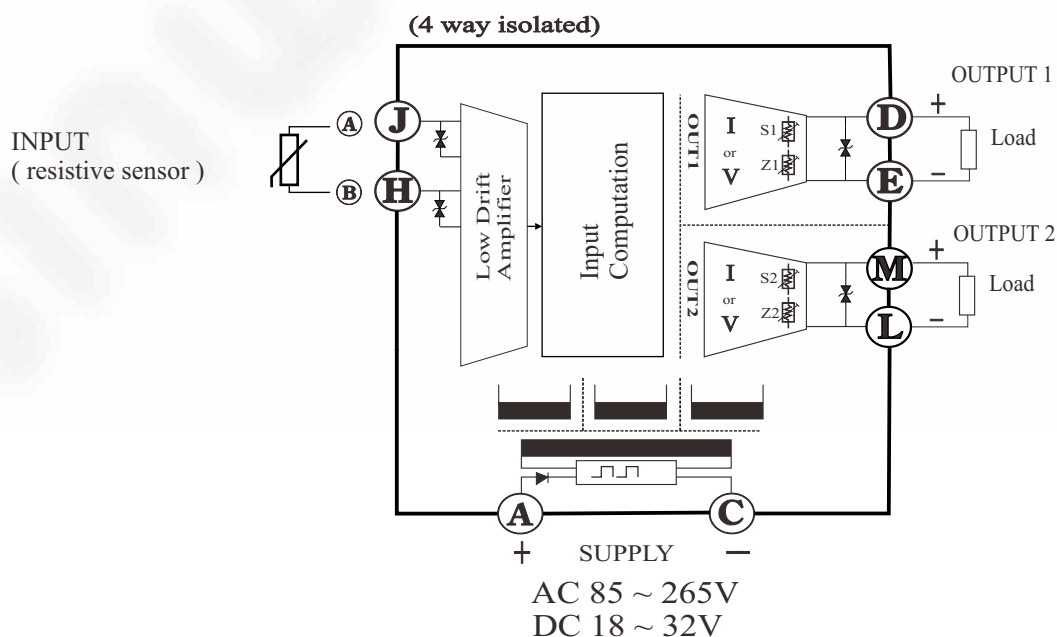 (4 way isolated)
INPUT
( resistive sensor )
A
B
J
H
Low Drift
Amplifier
Input
Computation
OUT1
I
or
V
S1
Z1
D
E
+
−
OUTPUT 1
Load
OUT2
I
or
V
S2
Z2
M
L
+
−
OUTPUT 2
Load
A
C
+ SUPPLY —
AC 85 ~ 265V
DC 18 ~ 32V